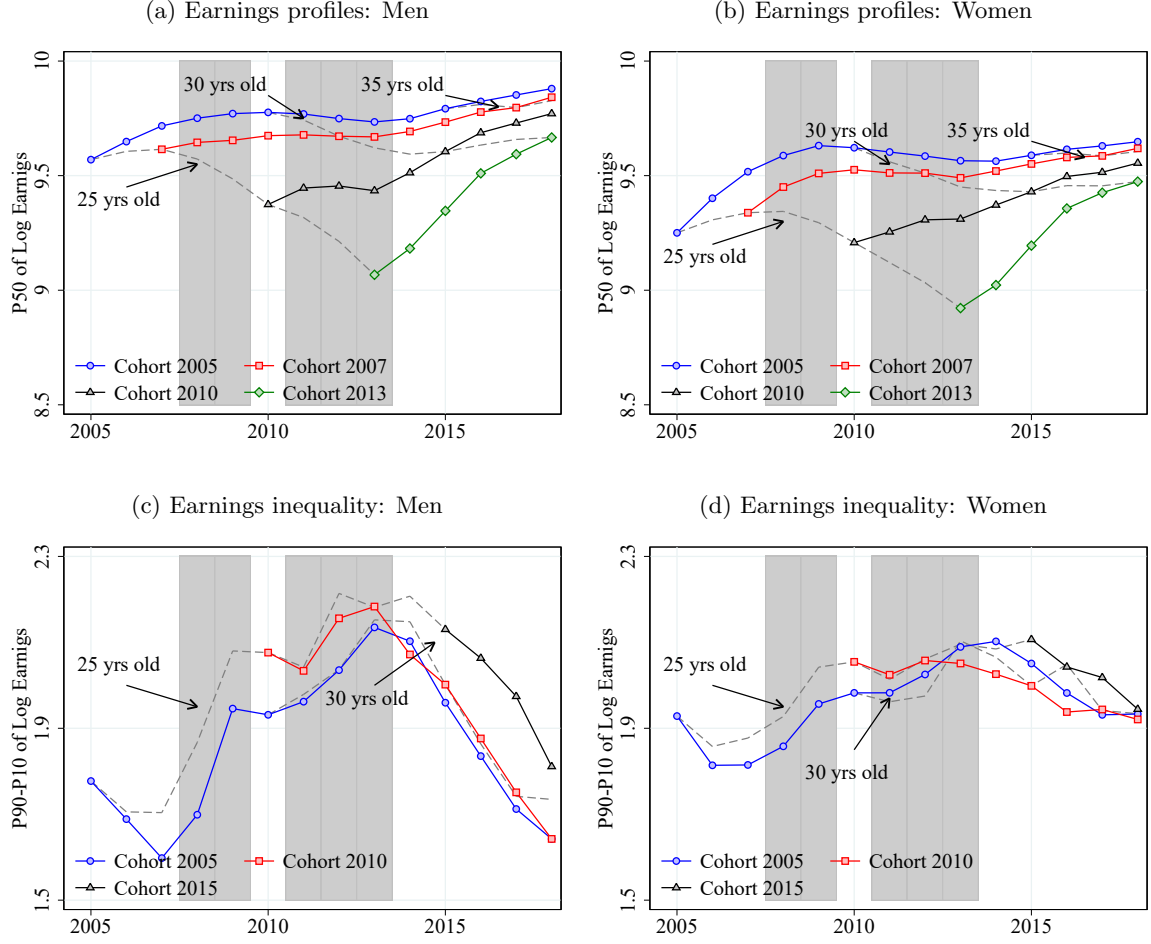 (a) Earnings profiles: Men
P50 of Log Earnigs
10
9.5
9
8.5
30 yrs old
35 yrs old
25 yrs old
Cohort 2005
Cohort 2007
Cohort 2010
Cohort 2013
2005
2010
2015
(b) Earnings profiles: Women
P50 of Log Earnigs
10
9.5
9
8.5
30 yrs old
35 yrs old
25 yrs old
Cohort 2005
Cohort 2007
Cohort 2010
Cohort 2013
2005
2010
2015
(c) Earnings inequality: Men
P90-P10 of Log Earnigs
2.3
1.9
1.5
25 yrs old
30 yrs old
Cohort 2005
Cohort 2010
Cohort 2015
2005
2010
2015
(d) Earnings inequality: Women
P90-P10 of Log Earnigs
2.3
1.9
1.5
25 yrs old
30 yrs old
Cohort 2005
Cohort 2010
Cohort 2015
2005
2010
2015